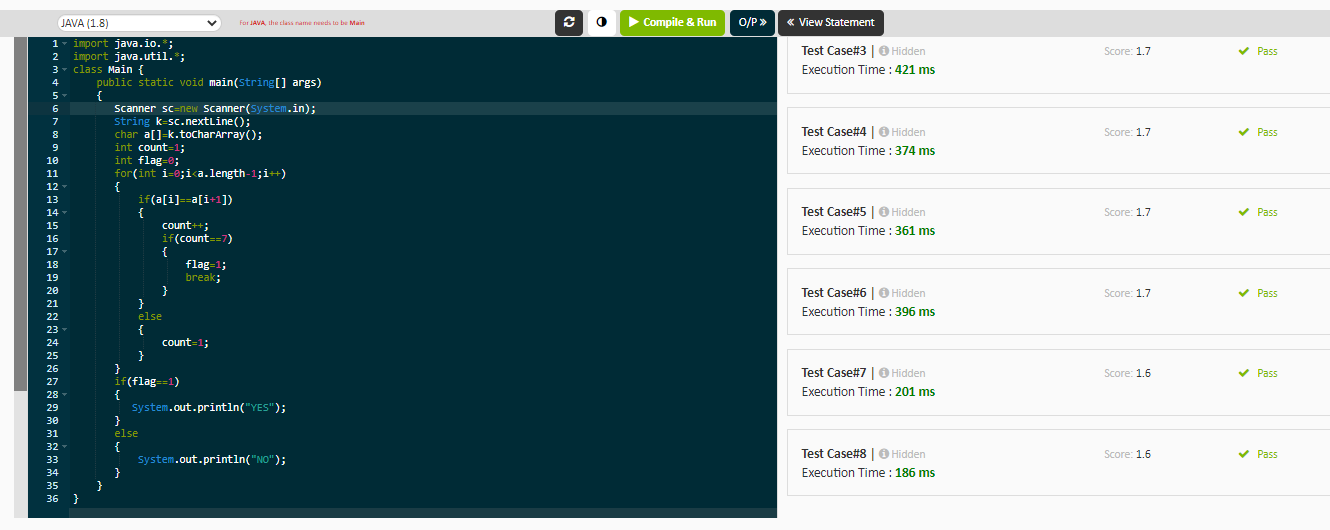 JAVA (1.8)
For JAVA, the class name needs to be Main
Compile & Run
O/P »
« View Statement
1 import java.io.*;
2 import java.util.*;
3 class Main {
4     public static void main(String[] args)
5     {
6        Scanner sc=new Scanner(System.in);
7        String k=sc.nextLine();
8        char a[]=k.toCharArray();
9        int count=1;
10        int flag=0;
11        for(int i=0;i<a.length-1;i++)
12        {
13            if(a[i]==a[i+1])
14            {
15                count++;
16                if(count==7)
17                {
18                    flag=1;
19                    break;
20                }
21            }
22            else
23            {
24                count=1;
25            }
26        }
27        if(flag==1)
28        {
29           System.out.println("YES");
30        }
31        else
32        {
33            System.out.println("NO");
34        }
35     }
36 }
Test Case#3 | Hidden Score: 1.7 Pass
Execution Time : 421 ms
Test Case#4 | Hidden Score: 1.7 Pass
Execution Time : 374 ms
Test Case#5 | Hidden Score: 1.7 Pass
Execution Time : 361 ms
Test Case#6 | Hidden Score: 1.7 Pass
Execution Time : 396 ms
Test Case#7 | Hidden Score: 1.6 Pass
Execution Time : 201 ms
Test Case#8 | Hidden Score: 1.6 Pass
Execution Time : 186 ms